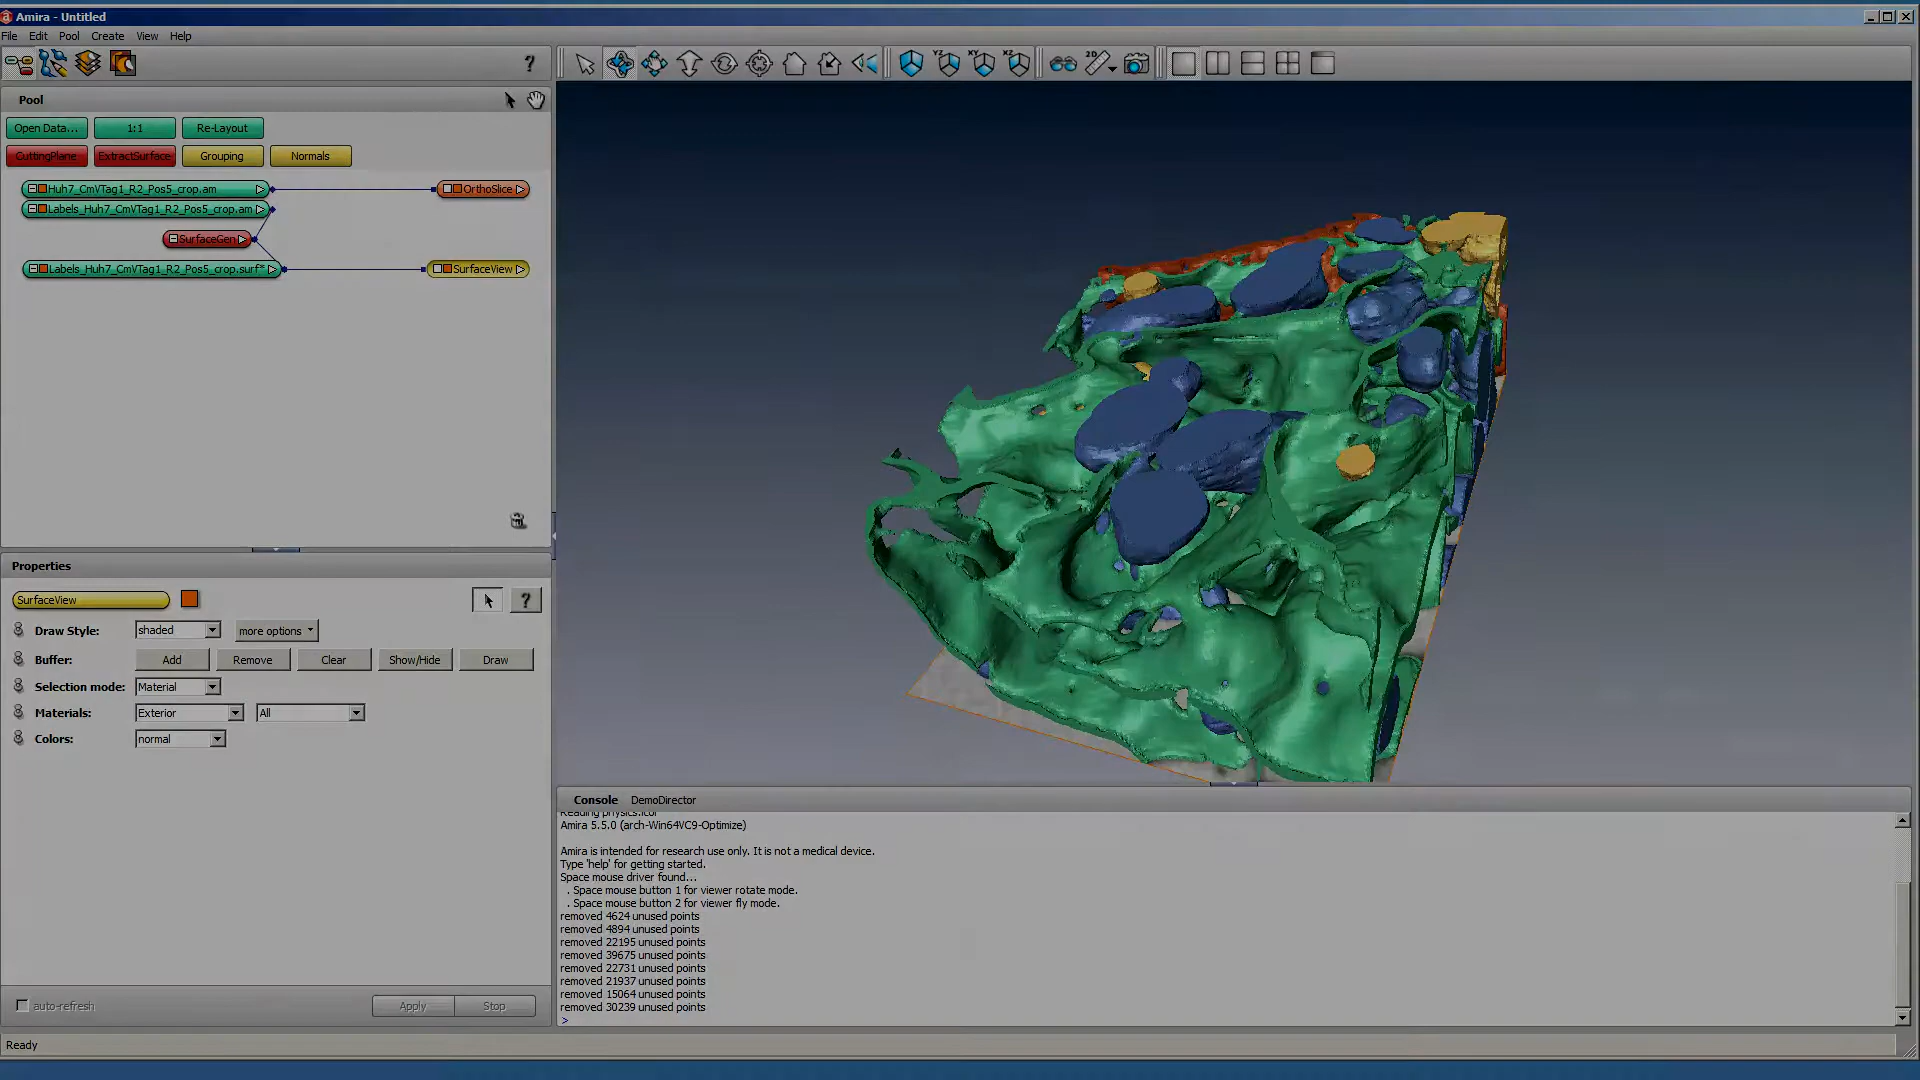 Amira - Untitled
File Edit Pool Create View Help
?
YZ XY XZ 2D
Pool
Open Data... 1:1 Re-Layout
CuttingPlane ExtractSurface Grouping Normals
Huh7_CmVTag1_R2_Pos5_crop.am OrthoSlice
Labels_Huh7_CmVTag1_R2_Pos5_crop.am
SurfaceGen
Labels_Huh7_CmVTag1_R2_Pos5_crop.surf* SurfaceView
Properties
SurfaceView ?
Draw Style: shaded more options
Buffer: Add Remove Clear Show/Hide Draw
Selection mode: Material
Materials: Exterior All
Colors: normal
auto-refresh Apply Stop
Console DemoDirector
Reading physics.icol
Amira 5.5.0 (arch-Win64VC9-Optimize)
Amira is intended for research use only. It is not a medical device.
Type 'help' for getting started.
Space mouse driver found...
. Space mouse button 1 for viewer rotate mode.
. Space mouse button 2 for viewer fly mode.
removed 4624 unused points
removed 4894 unused points
removed 22195 unused points
removed 39675 unused points
removed 22731 unused points
removed 21937 unused points
removed 15064 unused points
removed 30239 unused points
>
Ready